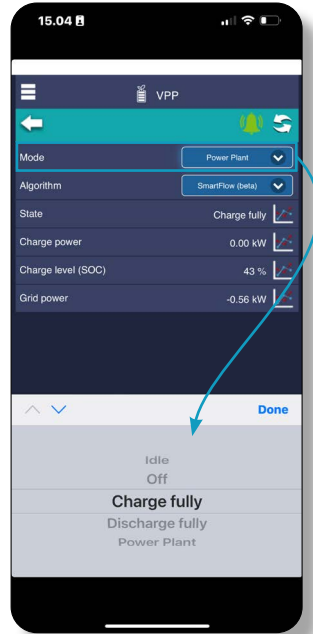 15.04
VPP
Mode Power Plant
Algorithm SmartFlow (beta)
State Charge fully
Charge power 0.00 kW
Charge level (SOC) 43 %
Grid power -0.56 kW
Done
Idle
Off
Charge fully
Discharge fully
Power Plant